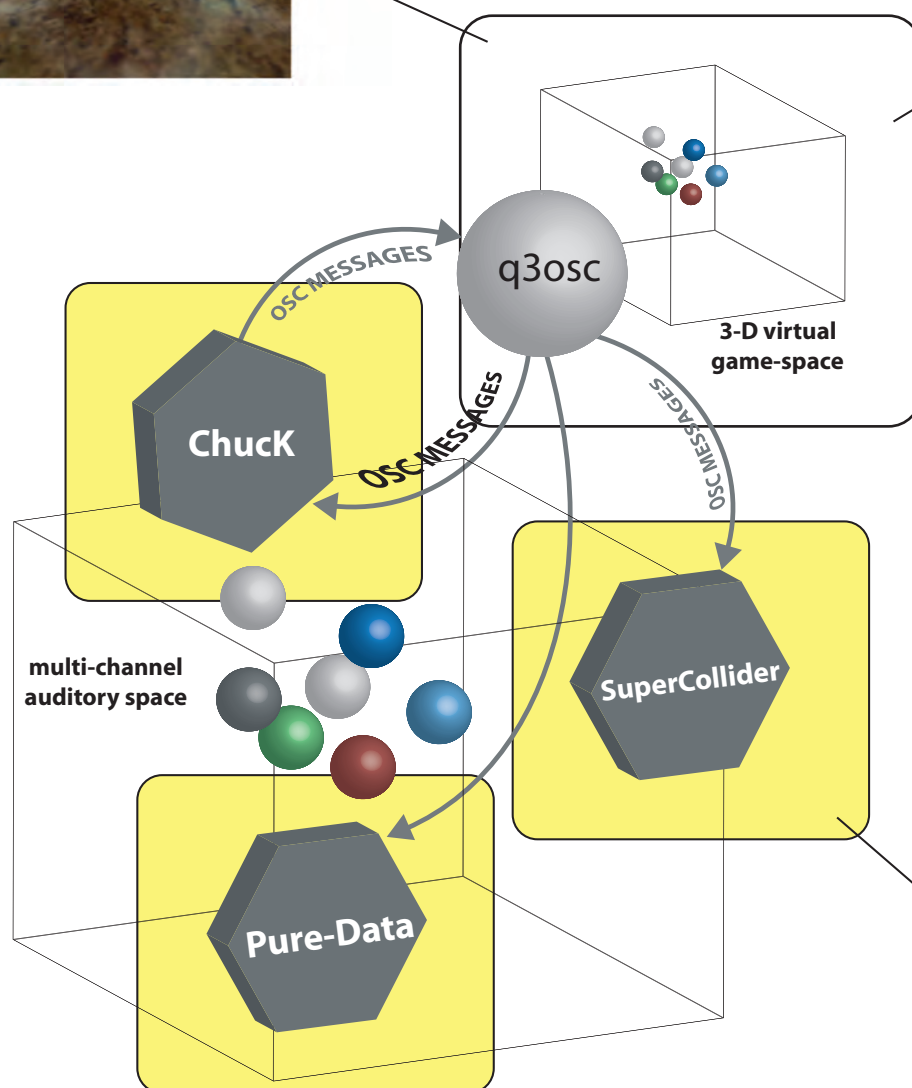 q3osc
3-D virtual
game-space
OSC MESSAGES
OSC MESSAGES
OSC MESSAGES
ChucK
SuperCollider
multi-channel
auditory space
Pure-Data